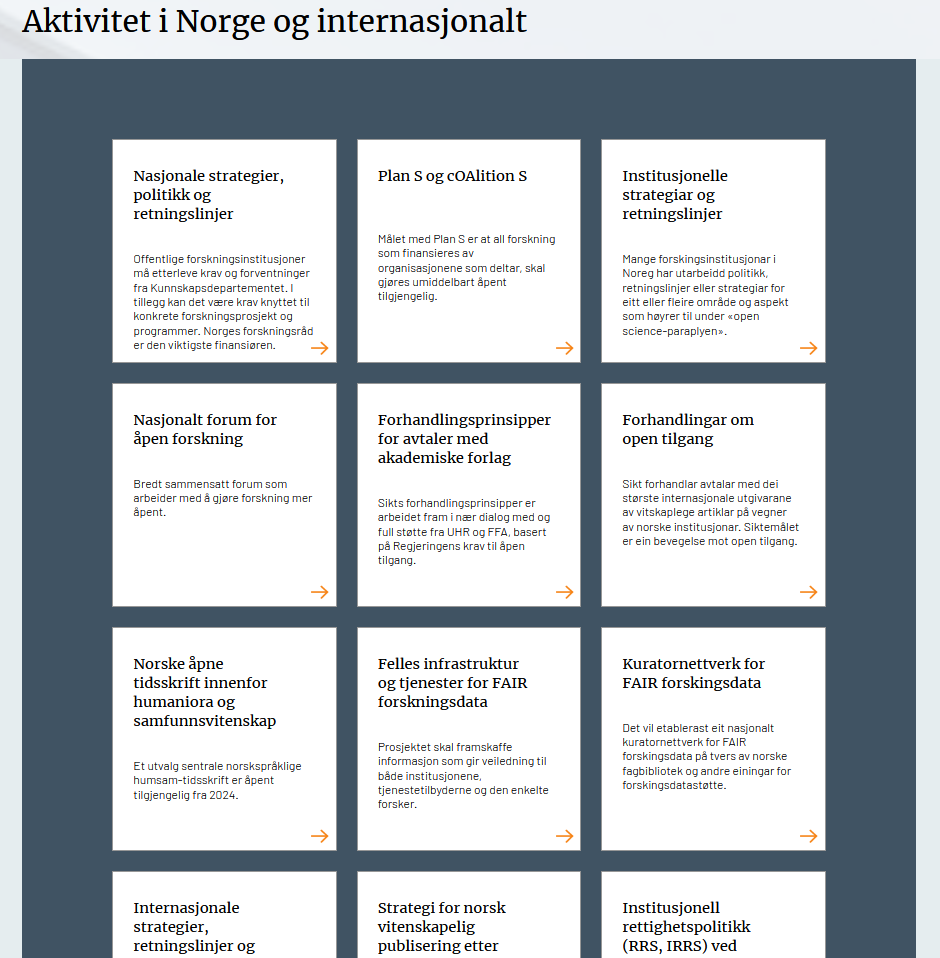 Aktivitet i Norge og internasjonalt
Nasjonale strategier,
politikk og
retningslinjer
Offentlige forskningsinstitusjoner
må etterleve krav og forventninger
fra Kunnskapsdepartementet. I
tillegg kan det være krav knyttet til
konkrete forskningsprosjekt og
programmer. Norges forskningsråd
er den viktigste finansiøren.
Plan S og cOAlition S
Målet med Plan S er at all forskning
som finansieres av
organisasjonene som deltar, skal
gjøres umiddelbart åpent
tilgjengelig.
Institusjonelle
strategiar og
retningslinjer
Mange forskingsinstitusjonar i
Noreg har utarbeidd politikk,
retningslinjer eller strategiar for
eitt eller fleire område og aspekt
som høyrer til under «open
science-paraplyen».
Nasjonalt forum for
åpen forskning
Bredt sammensatt forum som
arbeider med å gjøre forskning mer
åpent.
Forhandlingsprinsipper
for avtaler med
akademiske forlag
Sikts forhandlingsprinsipper er
arbeidet fram i nær dialog med og
full støtte fra UHR og FFA, basert
på Regjeringens krav til åpen
tilgang.
Forhandlingar om
open tilgang
Sikt forhandlar avtalar med dei
største internasjonale utgivarane
av vitskaplege artiklar på vegner
av norske institusjonar. Siktemålet
er ein bevegelse mot open tilgang.
Norske åpne
tidsskrift innenfor
humaniora og
samfunnsvitenskap
Et utvalg sentrale norskspråklige
humsam-tidsskrift er åpent
tilgjengelig fra 2024.
Felles infrastruktur
og tjenester for FAIR
forskningsdata
Prosjektet skal framskaffe
informasjon som gir veiledning til
både institusjonene,
tjenestetilbyderne og den enkelte
forsker.
Kuratornettverk for
FAIR forskingsdata
Det vil etablerast eit nasjonalt
kuratornettverk for FAIR
forskingsdata på tvers av norske
fagbibliotek og andre einingar for
forskingsdatastøtte.
Internasjonale
strategier,
retningslinjer og
Strategi for norsk
vitenskapelig
publisering etter
Institusjonell
rettighetspolitikk
(RRS, IRRS) ved